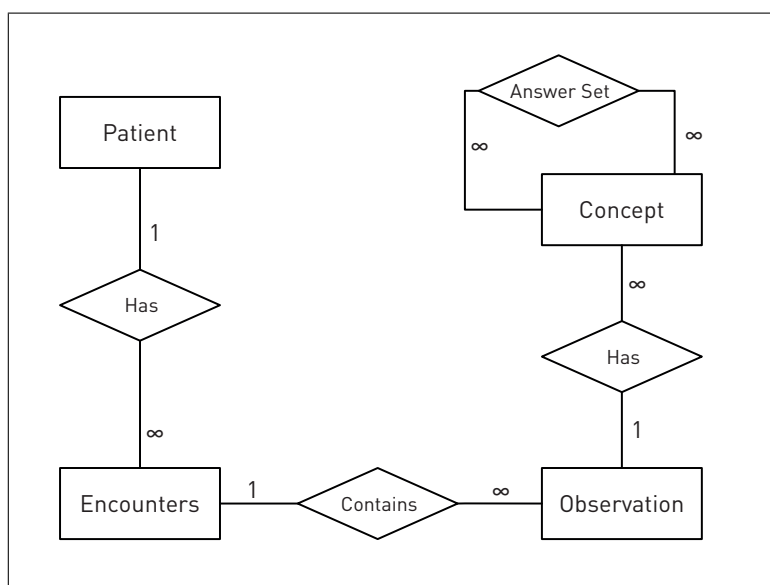 Answer Set
Patient
∞
∞
Concept
1
∞
Has
Has
∞
1
Encounters
1
Contains
∞
Observation